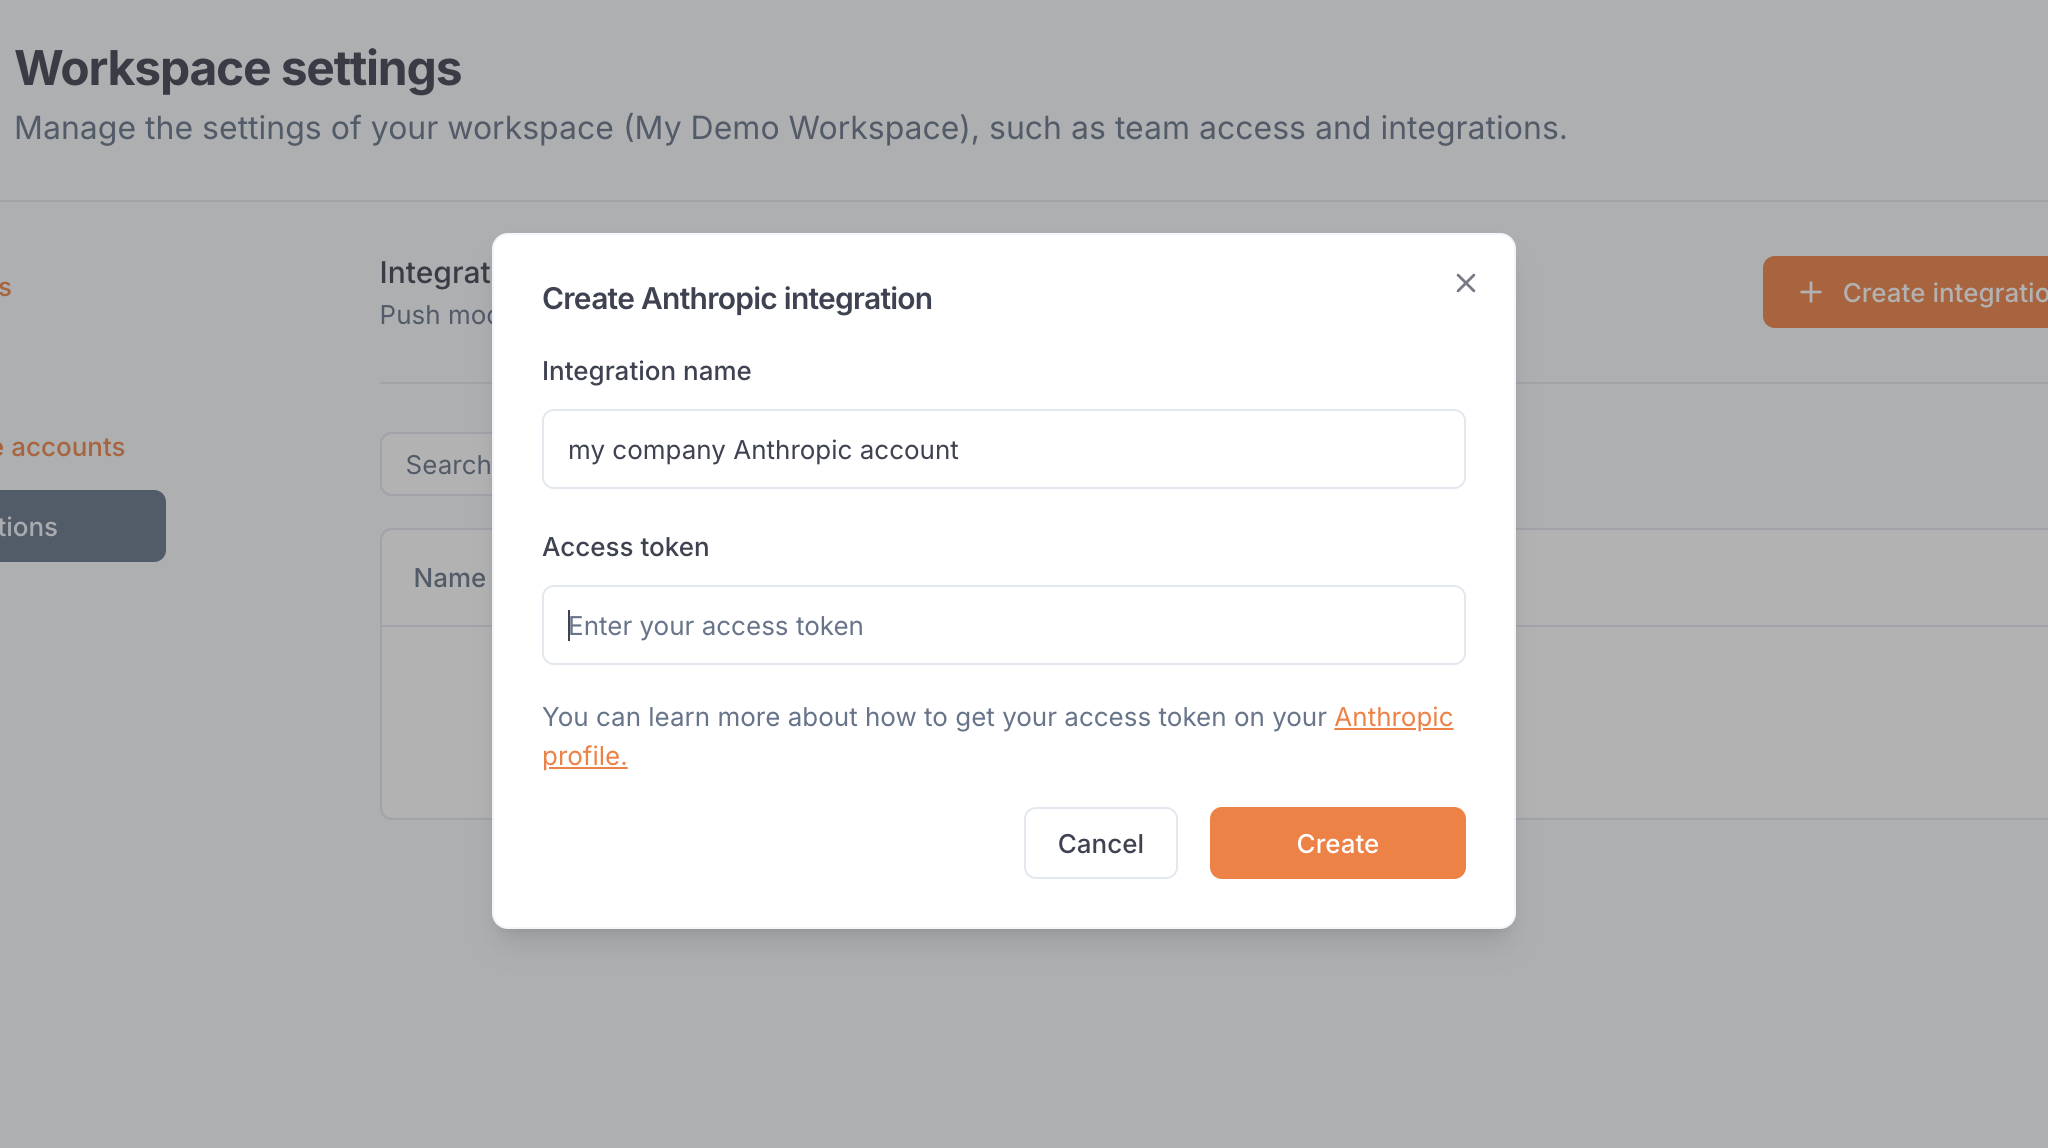 Workspace settings
Manage the settings of your workspace (My Demo Workspace), such as team access and integrations.
s
Integrat
Push mo
+ Create integratio
Create Anthropic integration
Integration name
my company Anthropic account
e accounts
Search
tions
Access token
Name
Enter your access token
You can learn more about how to get your access token on your Anthropic
profile.
Cancel
Create